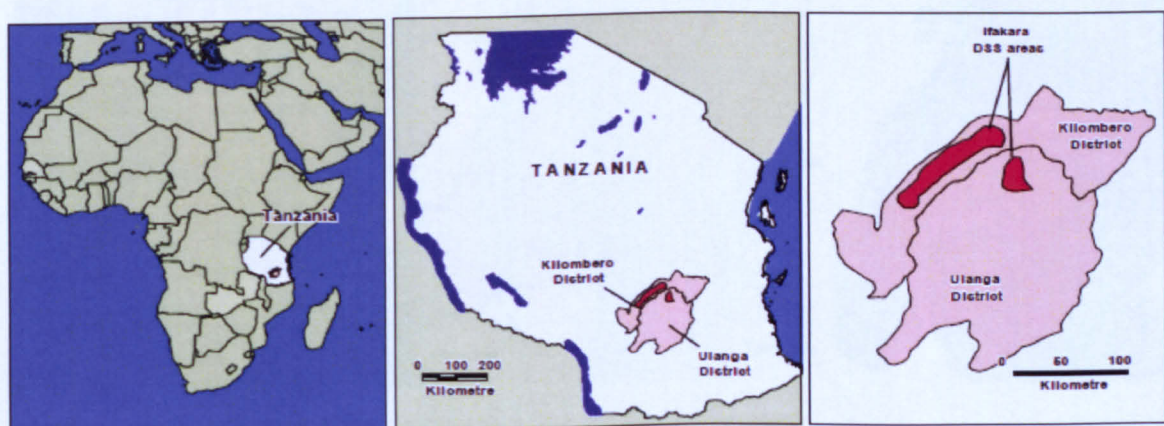 Tanzania
TANZANIA
Kilombero
District
Ulanga
District
0 100 200
Kilometre
Ifakara
DSS areas
Kilombero
District
Ulanga
District
0 50 100
Kilometre